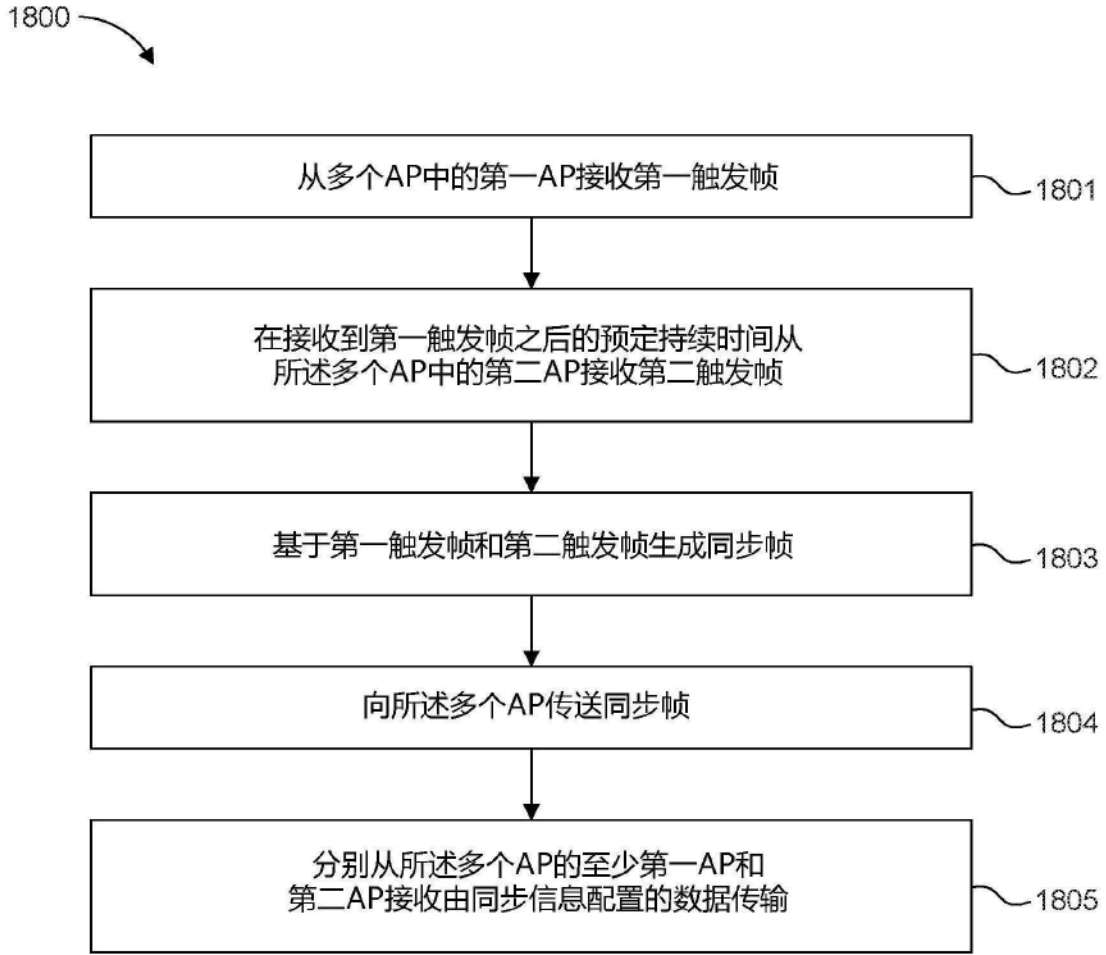 1800
从多个AP中的第一AP接收第一触发帧
1801
在接收到第一触发帧之后的预定持续时间从
所述多个AP中的第二AP接收第二触发帧
1802
基于第一触发帧和第二触发帧生成同步帧
1803
向所述多个AP传送同步帧
1804
分别从所述多个AP的至少第一AP和
第二AP接收由同步信息配置的数据传输
1805